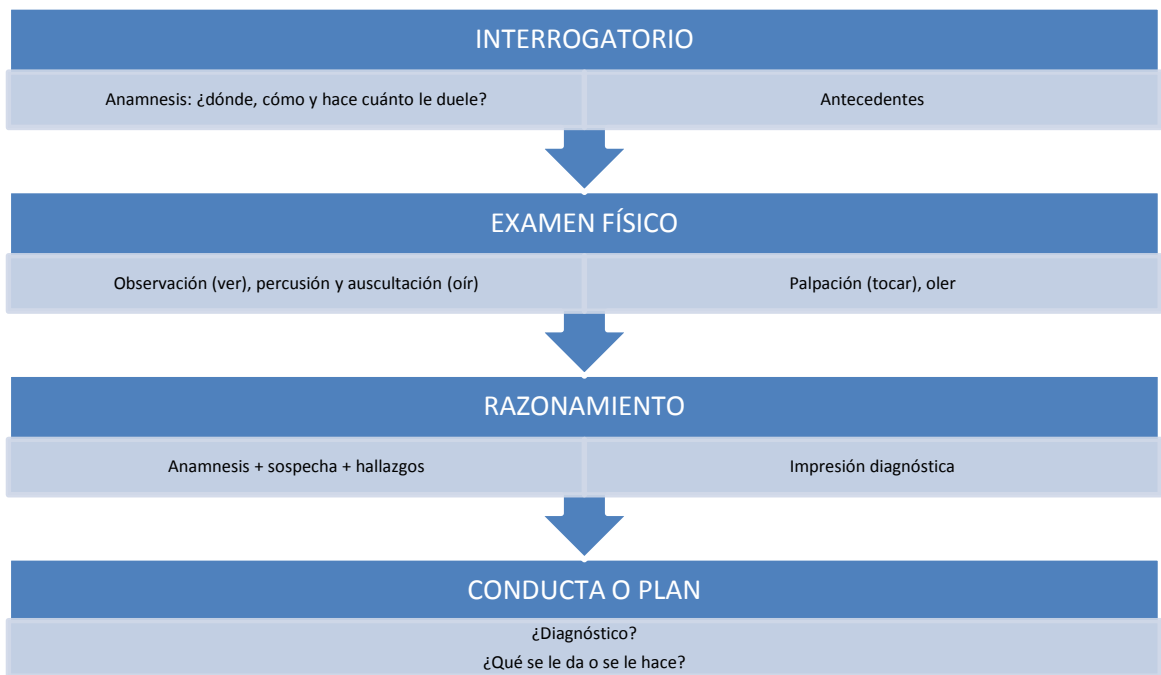 INTERROGATORIO
Anamnesis: ¿dónde, cómo y hace cuánto le duele?
Antecedentes
EXAMEN FÍSICO
Observación (ver), percusión y auscultación (oír)
Palpación (tocar), oler
RAZONAMIENTO
Anamnesis + sospecha + hallazgos
Impresión diagnóstica
CONDUCTA O PLAN
¿Diagnóstico?
¿Qué se le da o se le hace?